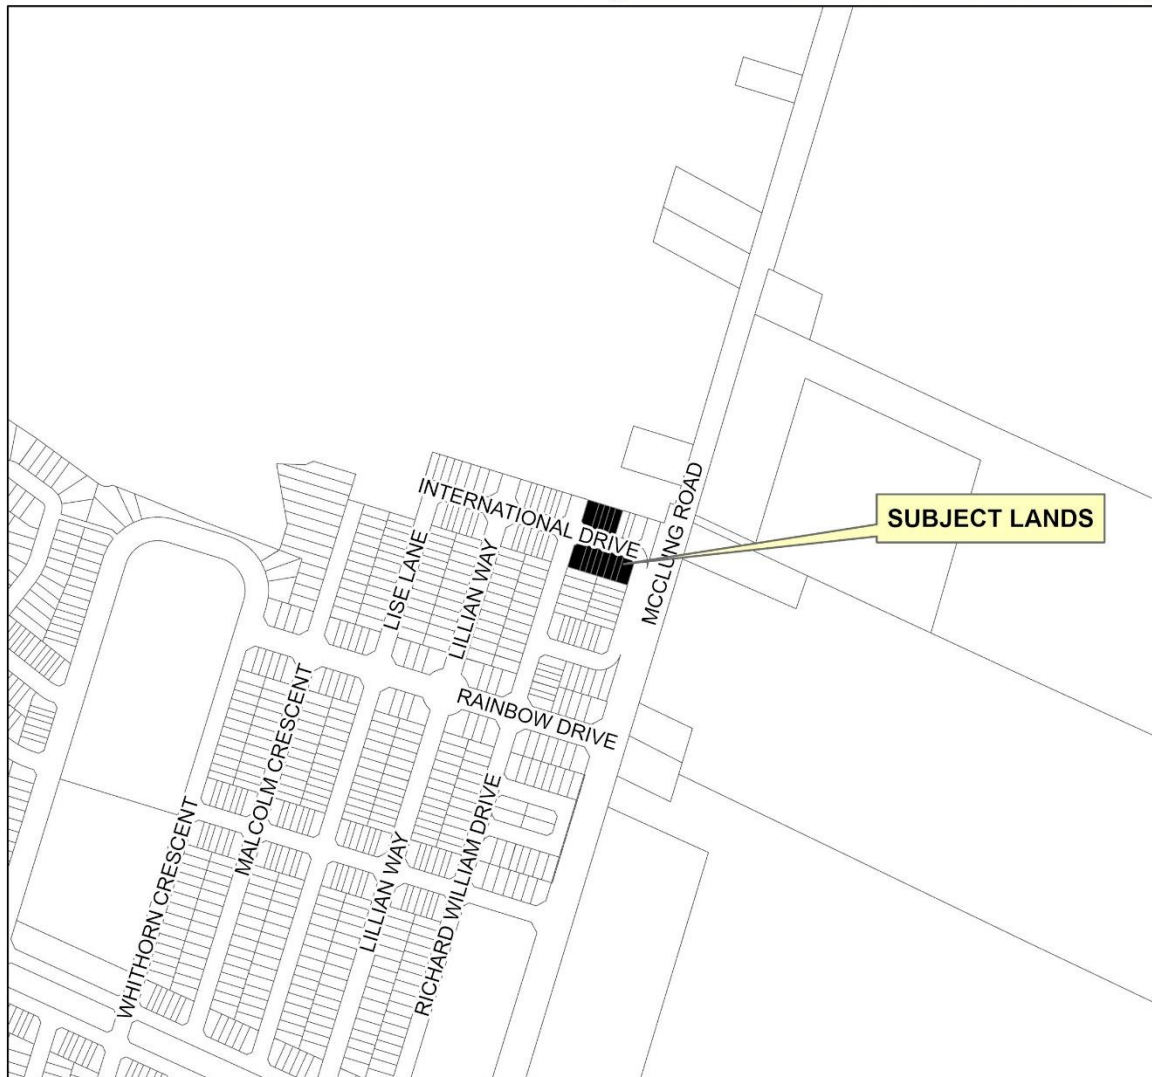 MCCLUNG ROAD
INTERNATIONAL DRIVE
SUBJECT LANDS
LISE LANE
LILLIAN WAY
RAINBOW DRIVE
MALCOLM CRESCENT
WHITHORN CRESCENT
LILLIAN WAY
RICHARD WILLIAM DRIVE